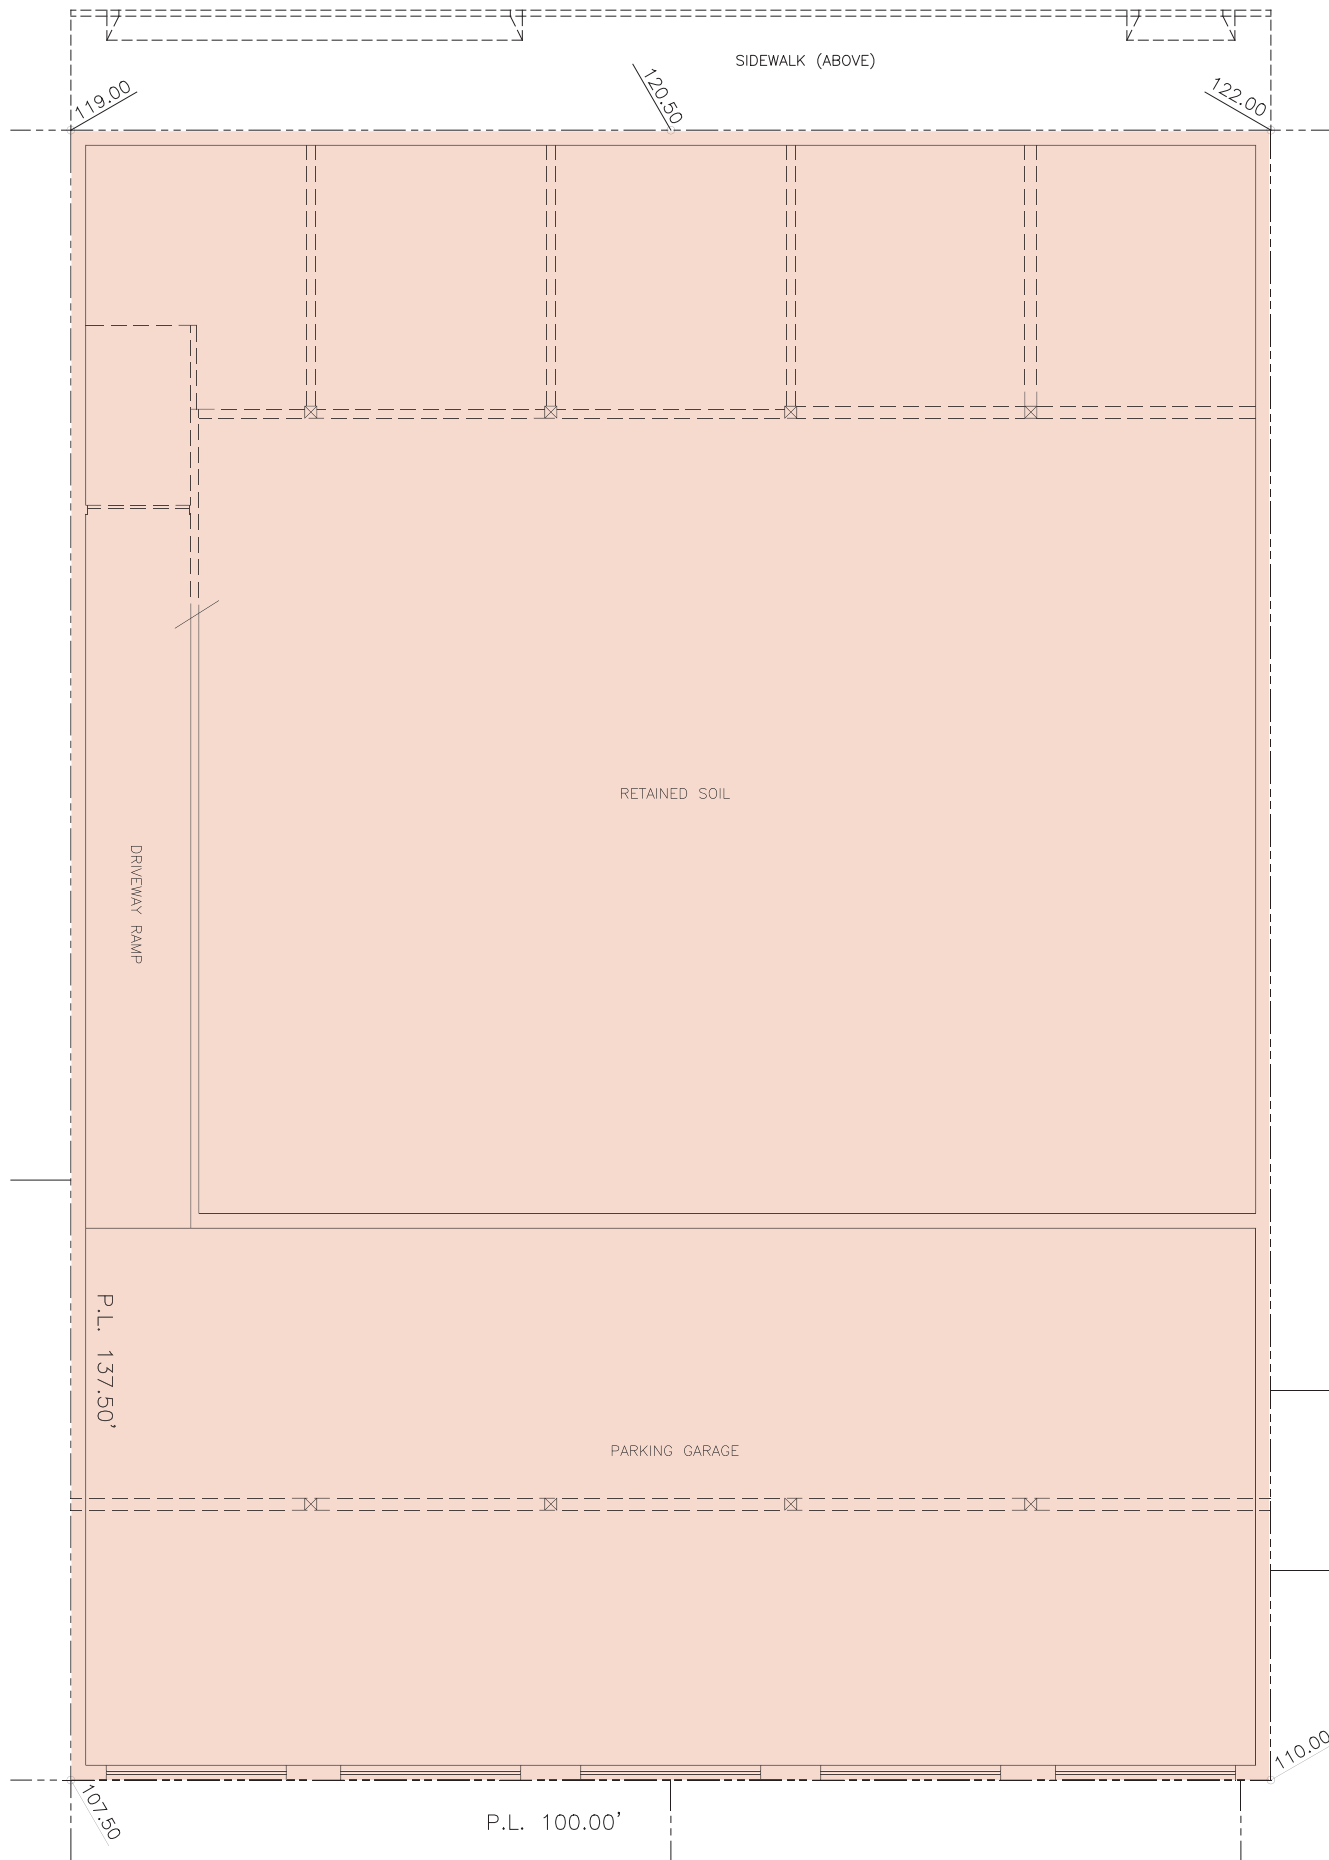 SIDEWALK (ABOVE)
119.00
120.50
122.00
RETAINED SOIL
DRIVEWAY RAMP
P.L. 137.50'
PARKING GARAGE
110.00
107.50
P.L. 100.00'